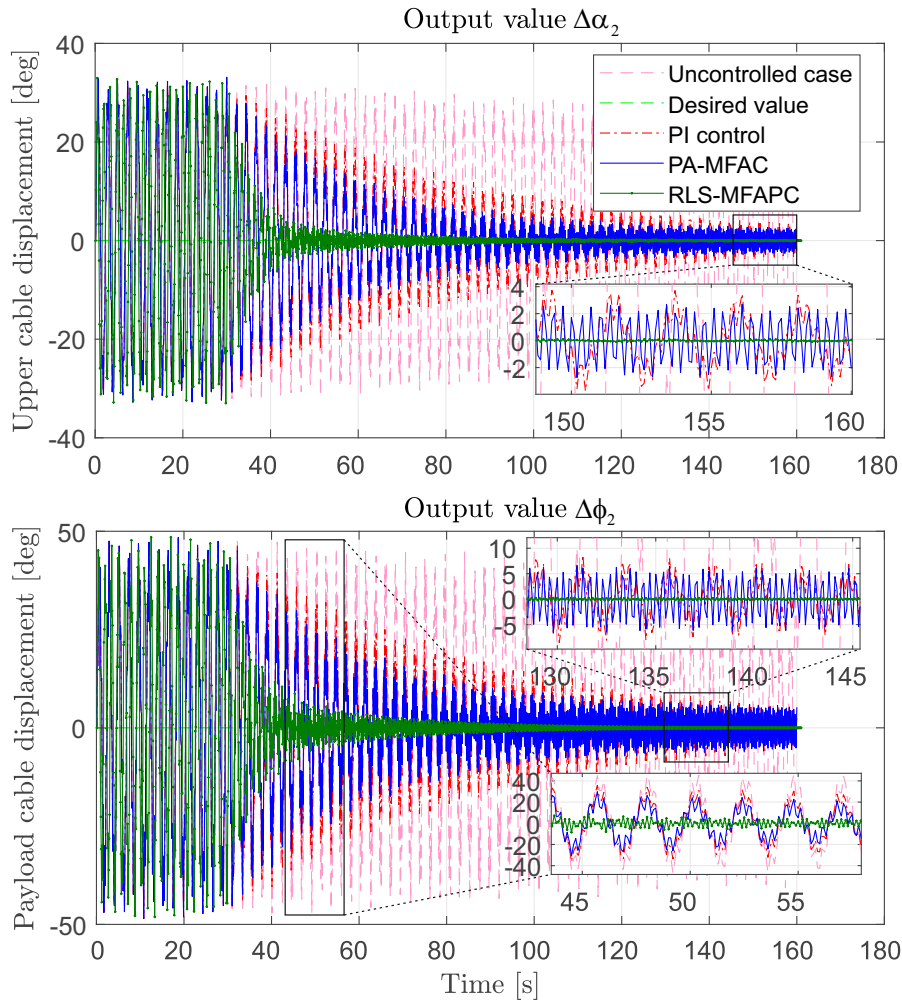 Output value Δα₂
Upper cable displacement [deg]
40
20
0
-20
-40
Uncontrolled case
Desired value
PI control
PA-MFAC
RLS-MFAPC
4
2
0
-2
150 155 160
0 20 40 60 80 100 120 140 160 180
Output value Δϕ₂
Payload cable displacement [deg]
50
0
-50
10
5
0
-5
130 135 140 145
40
20
0
-20
-40
45 50 55
0 20 40 60 80 100 120 140 160 180
Time [s]